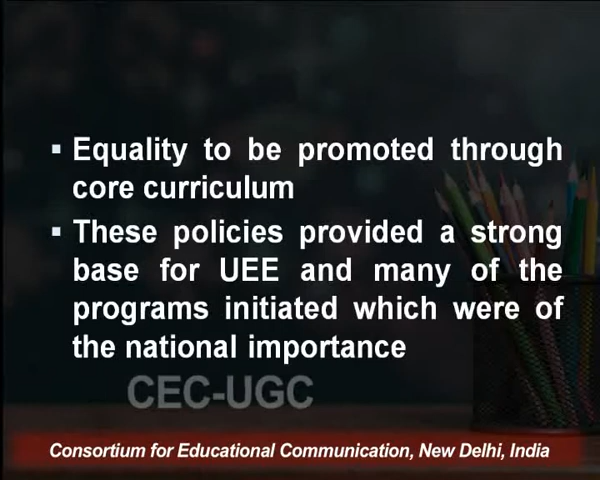 ▪ Equality to be promoted through
core curriculum
▪ These policies provided a strong
base for UEE and many of the
programs initiated which were of
the national importance
CEC-UGC
Consortium for Educational Communication, New Delhi, India